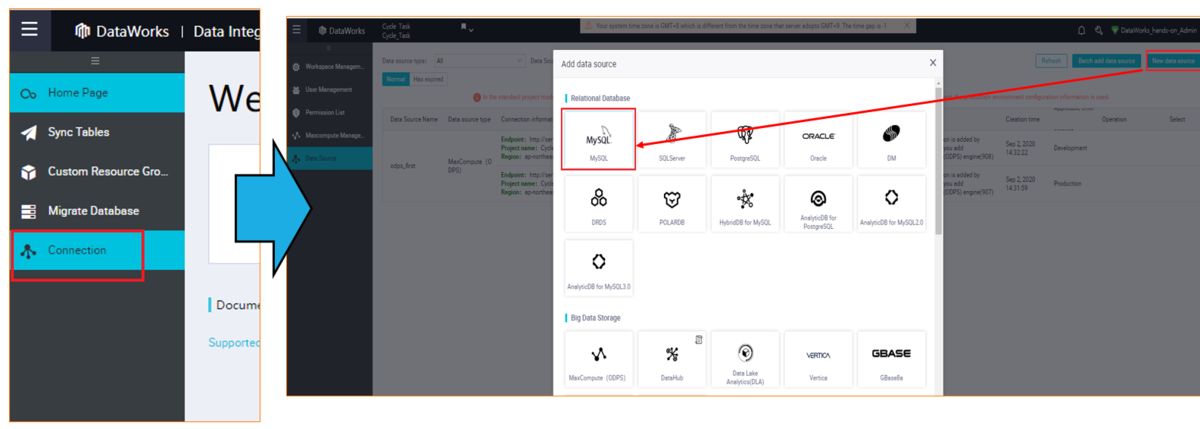 DataWorks | Data Integ
Home Page
Sync Tables
Custom Resource Gro...
Migrate Database
Connection
We
Docume
Supported
DataWorks
Cycle Task
Cycle_Task
Your system time zone is GMT+8 which is different from the time zone that server adopts GMT+9. The time gap is -1
DataWorks_hands-on_Admin
Workspace Managem...
User Management
Permission List
Maxcompute Manage...
Data Source
Data source type: All
Data Sou
Refresh
Batch add data source
New data source
Normal
Has expired
Data Source Name
Data source type
Connection informat
Creation time
Operation
Select
odps_first
MaxCompute (O
DPS)
Endpoint: http://ser
Project name: Cycl
Region: ap-northea
Endpoint: http://ser
Project name: Cycl
Region: ap-northea
on is added by
you add
(ODPS) engine(908)
Sep 2, 2020
14:32:22
Development
on is added by
you add
(ODPS) engine(907)
Sep 2, 2020
14:31:59
Production
Add data source
Relational Database
MySQL
MySQL
SQLServer
PostgreSQL
ORACLE
Oracle
DM
DRDS
POLARDB
HybridDB for MySQL
AnalyticDB for
PostgreSQL
AnalyticDB for MySQL2.0
AnalyticDB for MySQL3.0
Big Data Storage
MaxCompute (ODPS)
DataHub
Data Lake
Analytics(DLA)
VERTICA
Vertica
GBASE
GBase8a